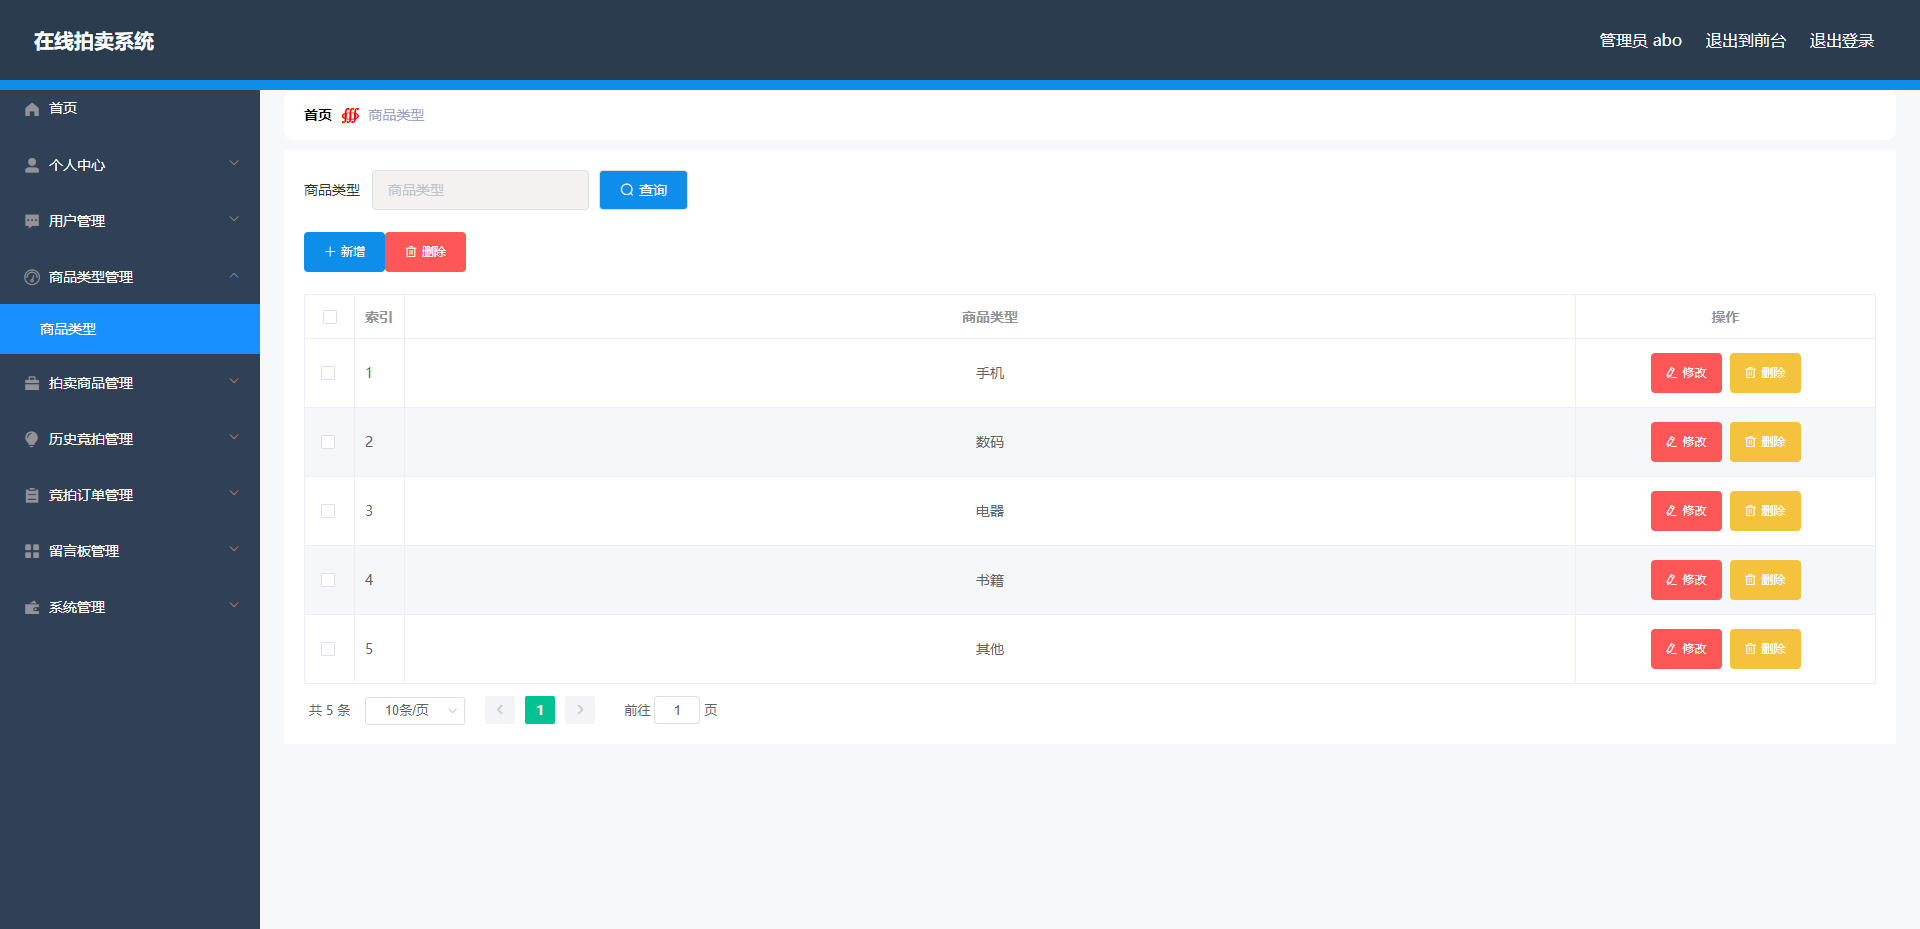 在线拍卖系统
管理员 abo 退出到前台 退出登录
首页
个人中心
用户管理
商品类型管理
商品类型
拍卖商品管理
历史竞拍管理
竞拍订单管理
留言板管理
系统管理
首页 商品类型
商品类型 商品类型 查询
新增 删除
索引 商品类型 操作
1 手机 修改 删除
2 数码 修改 删除
3 电器 修改 删除
4 书籍 修改 删除
5 其他 修改 删除
共 5 条 10条/页 1 前往 1 页